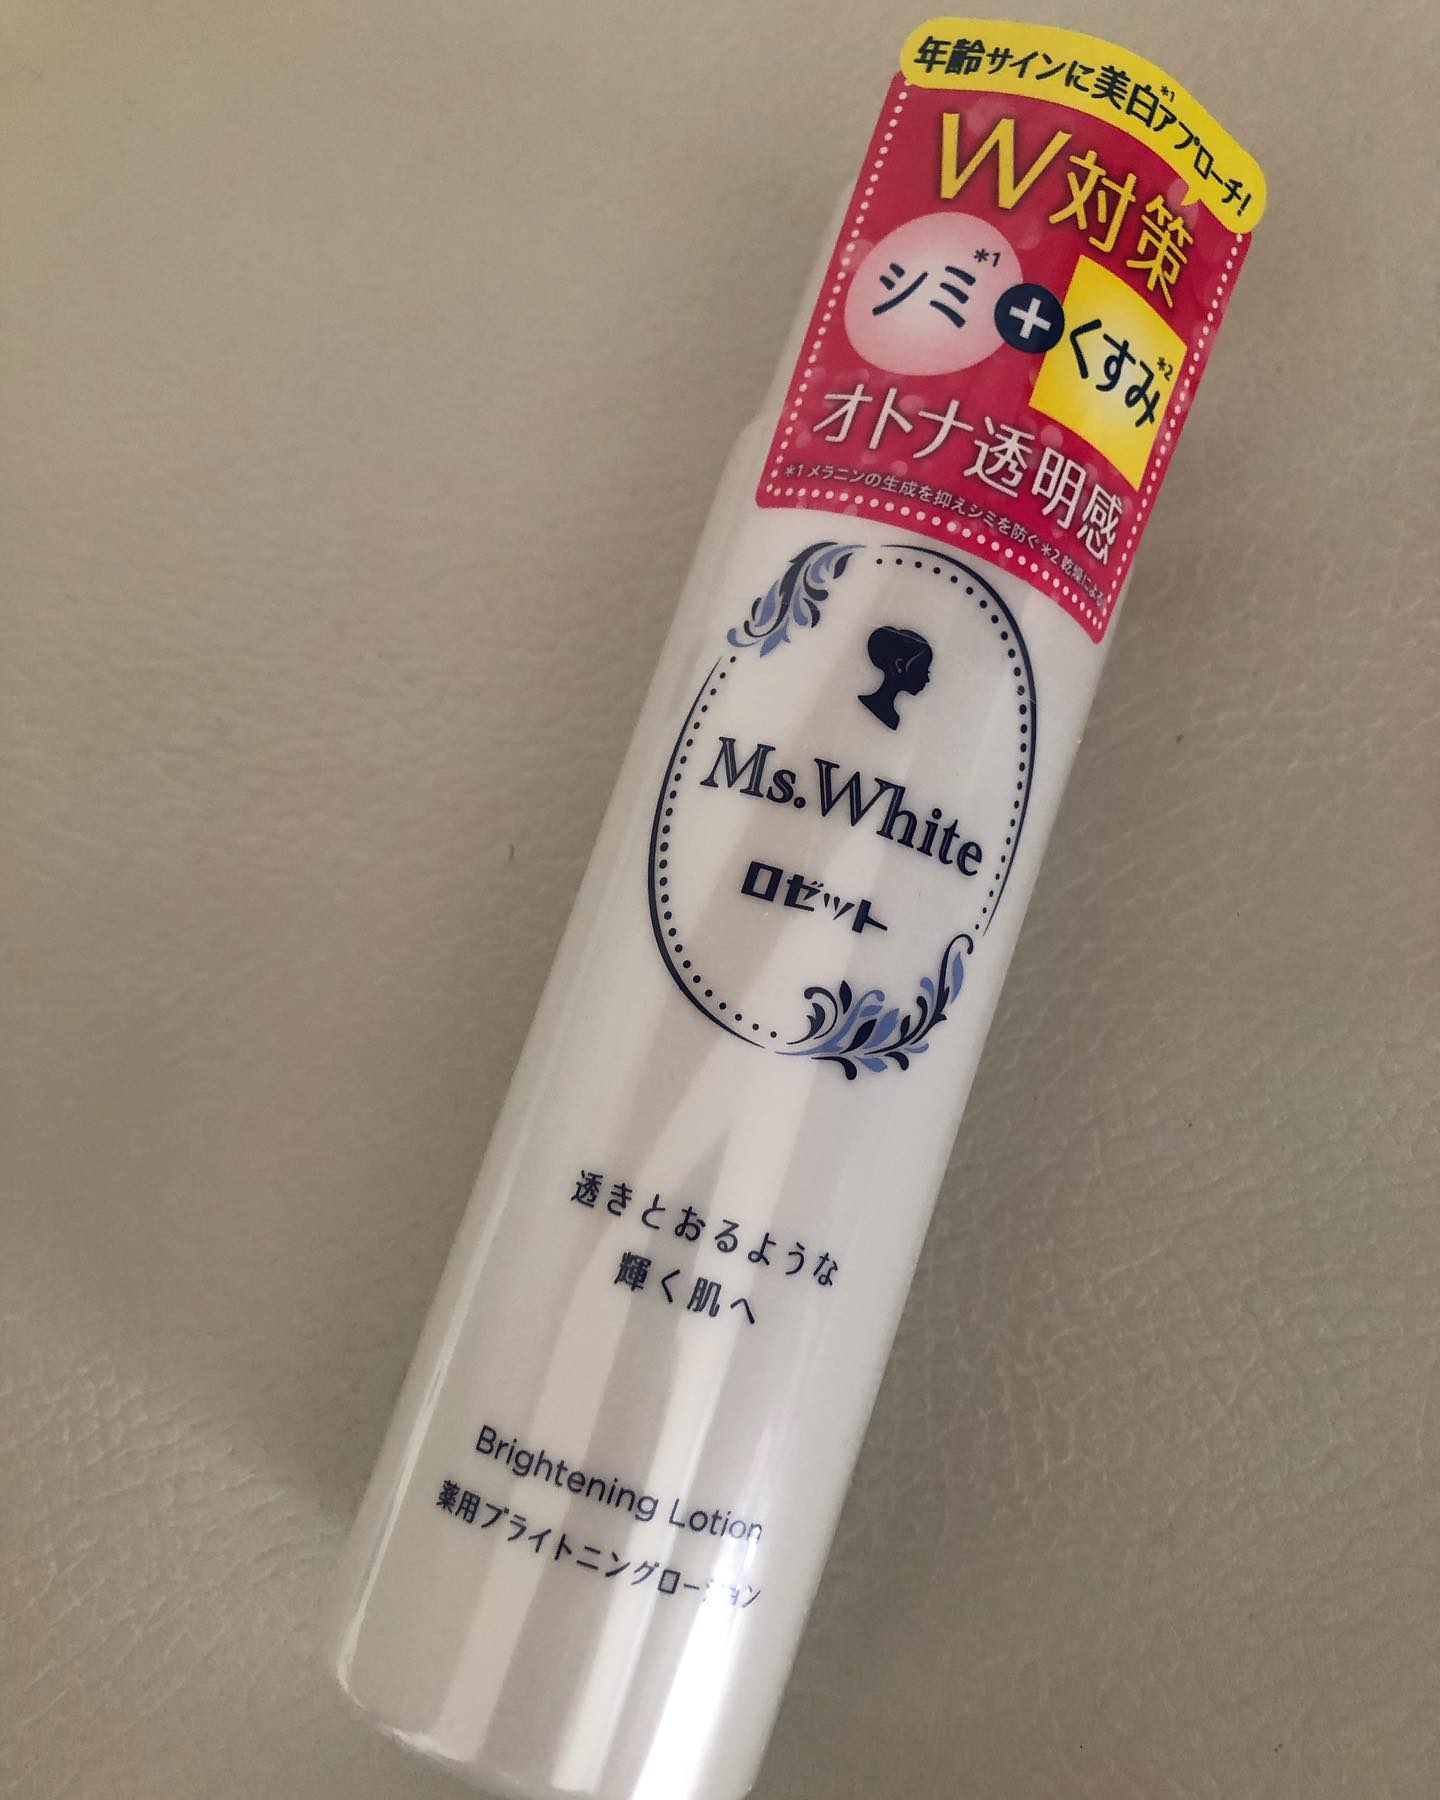 年齢サインに美白*1アプローチ!
W対策
シミ*1+くすみ*2
オトナ透明感
*1 メラニンの生成を抑えシミを防ぐ *2 乾燥による
Ms.White
ロゼット
透きとおるような
輝く肌へ
Brightening Lotion
薬用ブライトニングローション